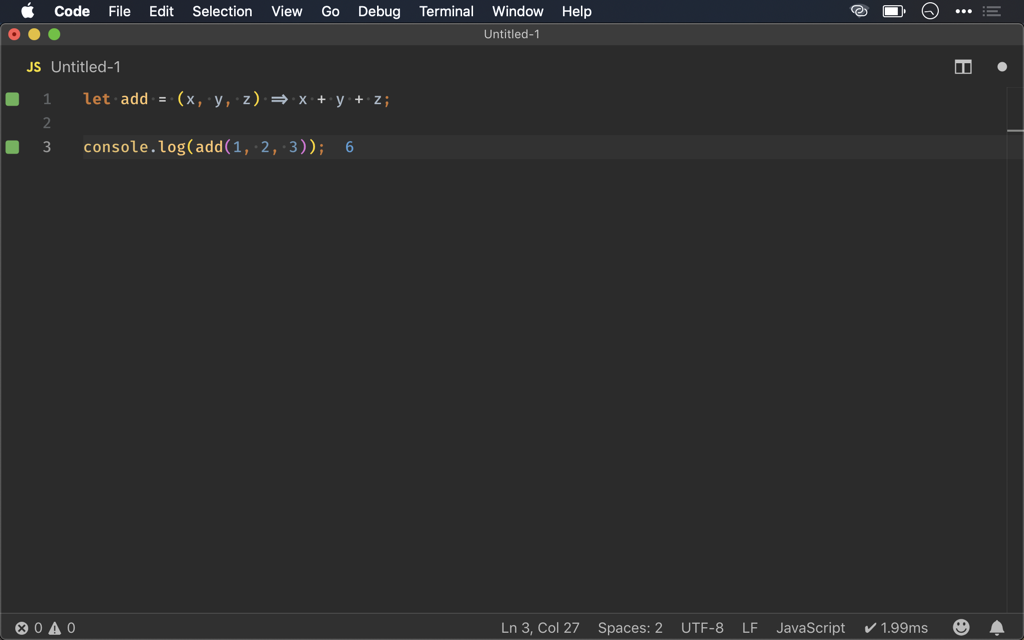 Code File Edit Selection View Go Debug Terminal Window Help
Untitled-1
JS Untitled-1
1 let add = (x, y, z) => x + y + z;
2
3 console.log(add(1, 2, 3)); 6
0 0 Ln 3, Col 27 Spaces: 2 UTF-8 LF JavaScript ✔ 1.99ms